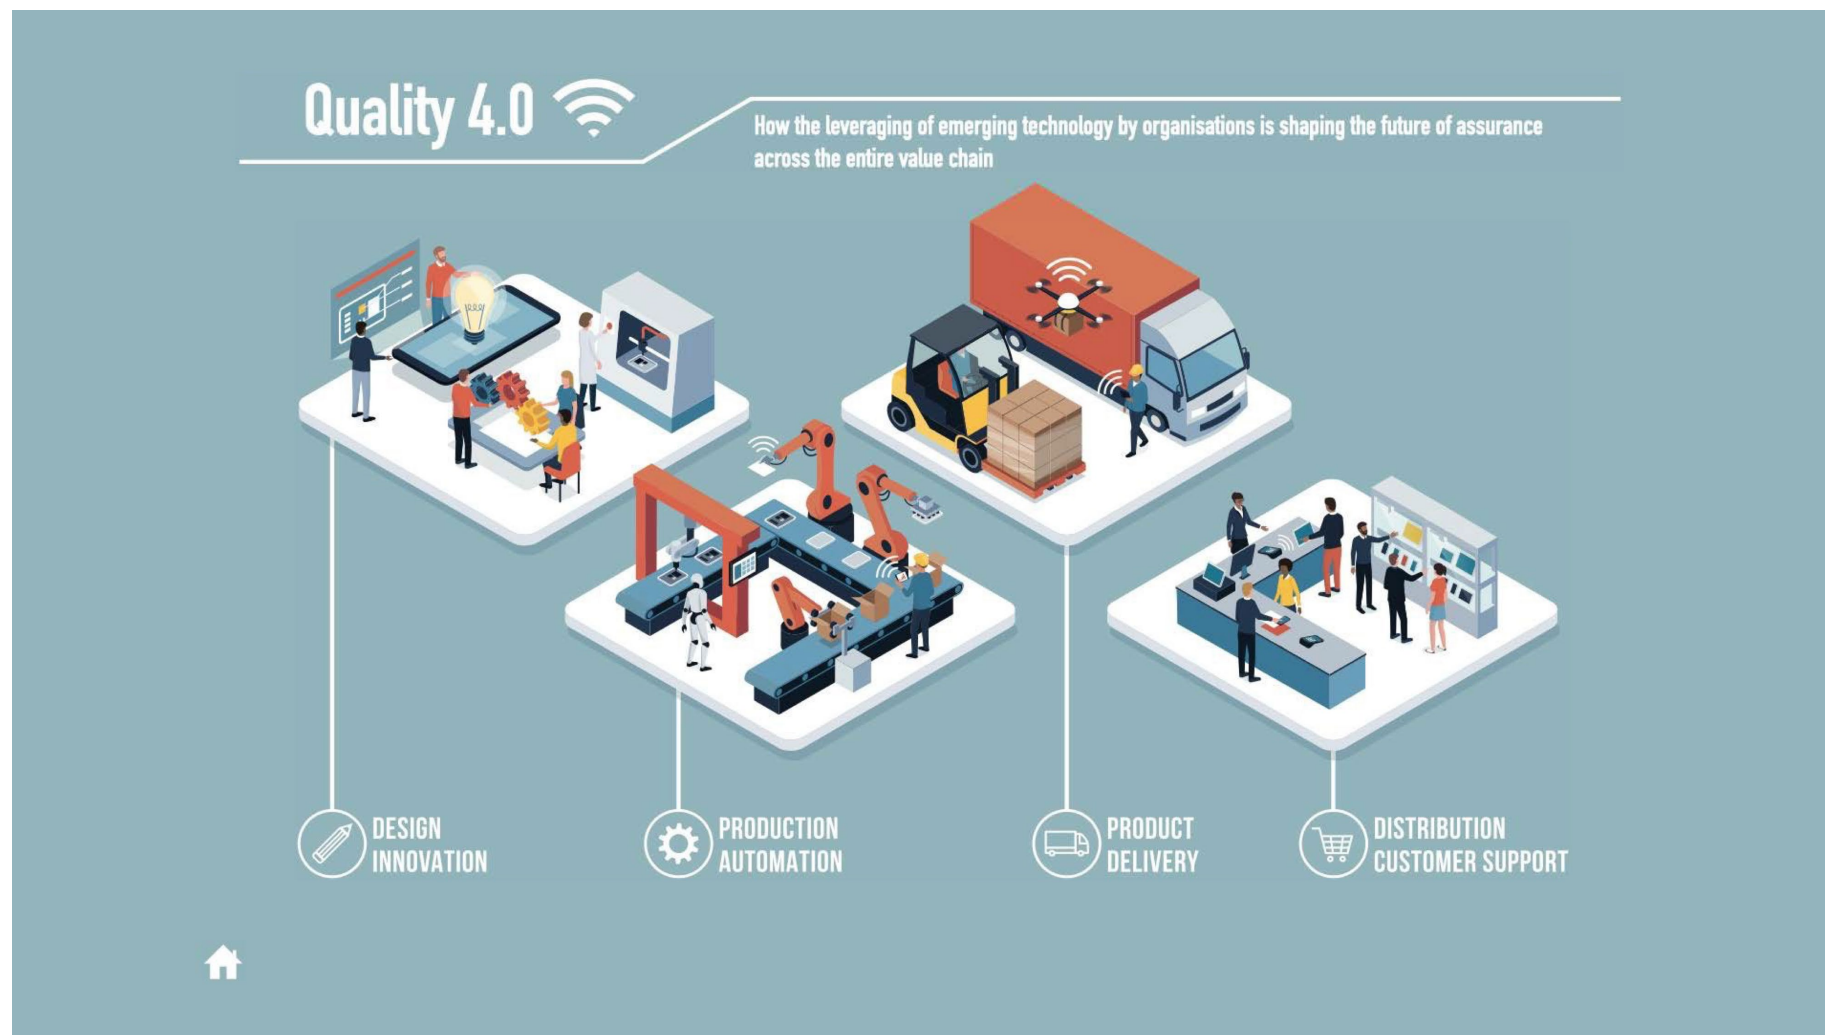 Quality 4.0
How the leveraging of emerging technology by organisations is shaping the future of assurance
across the entire value chain
DESIGN
INNOVATION
PRODUCTION
AUTOMATION
PRODUCT
DELIVERY
DISTRIBUTION
CUSTOMER SUPPORT